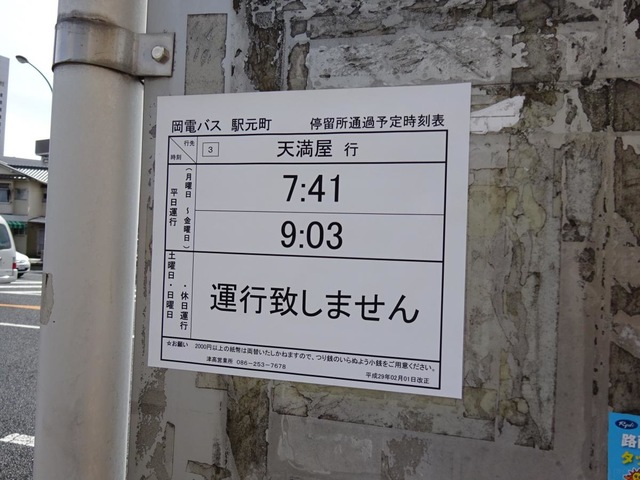 岡電バス 駅元町 停留所通過予定時刻表
行先
時刻
3 天満屋 行
平日運行
(月曜日~金曜日)
7:41
9:03
土曜日・日曜日
・休日運行
運行致しません
☆お願い 2000円以上の紙幣は両替いたしかねますので、つり銭のいらぬよう小銭をご用意ください。
津高営業所 086-253-7678
平成29年02月01日改正
路